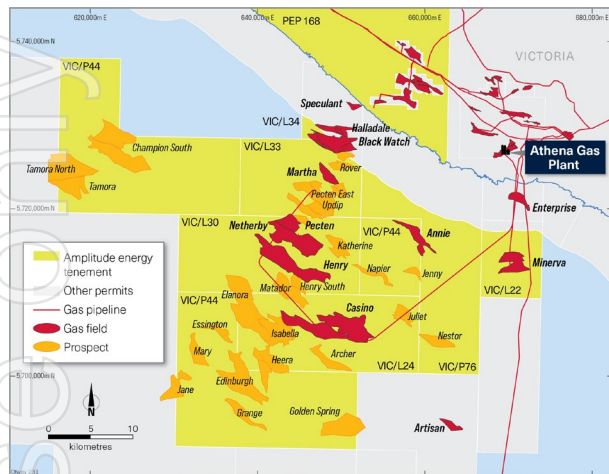 620,000m E
640,000m E
660,000m E
680,000m E
5,740,000m N
PEP 168
VICTORIA
VIC/P44
Speculant
VIC/L34
Halladale
Black Watch
Athena Gas
Plant
Champion South
VIC/L33
Rover
Martha
Tamora North
Tamora
Pecten East
Updip
Enterprise
5,720,000m N
VIC/L30
Netherby
Pecten
VIC/P44
Annie
Katherine
Minerva
Henry
Napier
Jenny
VIC/L22
Amplitude energy
tenement
Other permits
Gas pipeline
Gas field
Prospect
VIC/P44
Elanora
Matador
Henry South
Casino
Juliet
Essington
Isabella
Nestor
Mary
Heera
Archer
VIC/L24
VIC/P76
5,700,000m N
Jane
Edinburgh
Grange
Golden Spring
Artisan
N
0
5
10
kilometres